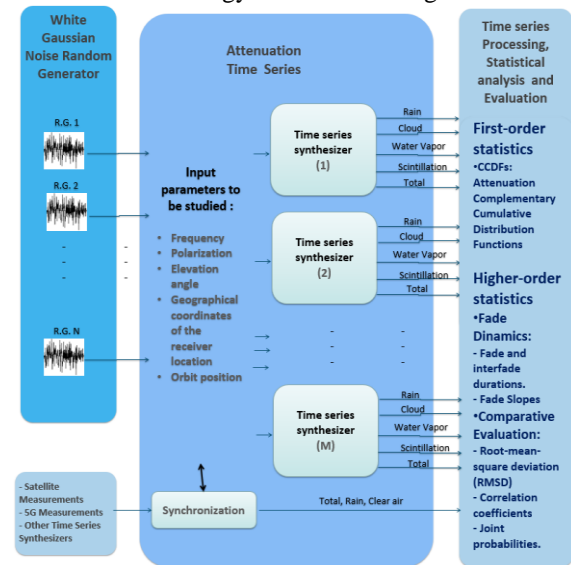 White
Gaussian
Noise Random
Generator
R.G. 1
R.G. 2
-
-
-
-
-
-
R.G. N
- Satellite
Measurements
- 5G Measurements
- Other Time Series
Synthesizers
Attenuation
Time Series
Input
parameters to
be studied :
• Frequency
• Polarization
• Elevation
angle
• Geographical
coordinates
of the
receiver
location
• Orbit position
Time series
synthesizer
(1)
Rain
Cloud
Water Vapor
Scintillation
Total
Time series
synthesizer
(2)
Rain
Cloud
Water Vapor
Scintillation
Total
- -
- -
- -
Time series
synthesizer
(M)
Rain
Cloud
Water Vapor
Scintillation
Total
Synchronization
Total, Rain, Clear air
Time series
Processing,
Statistical
analysis and
Evaluation
First-order
statistics
•CCDFs:
Attenuation
Complementary
Cumulative
Distribution
Functions
Higher-order
statistics
•Fade
Dinamics:
- Fade and
interfade
durations.
- Fade Slopes
•Comparative
Evaluation:
- Root-mean-
square deviation
(RMSD)
- Correlation
coefficients
- Joint
probabilities.